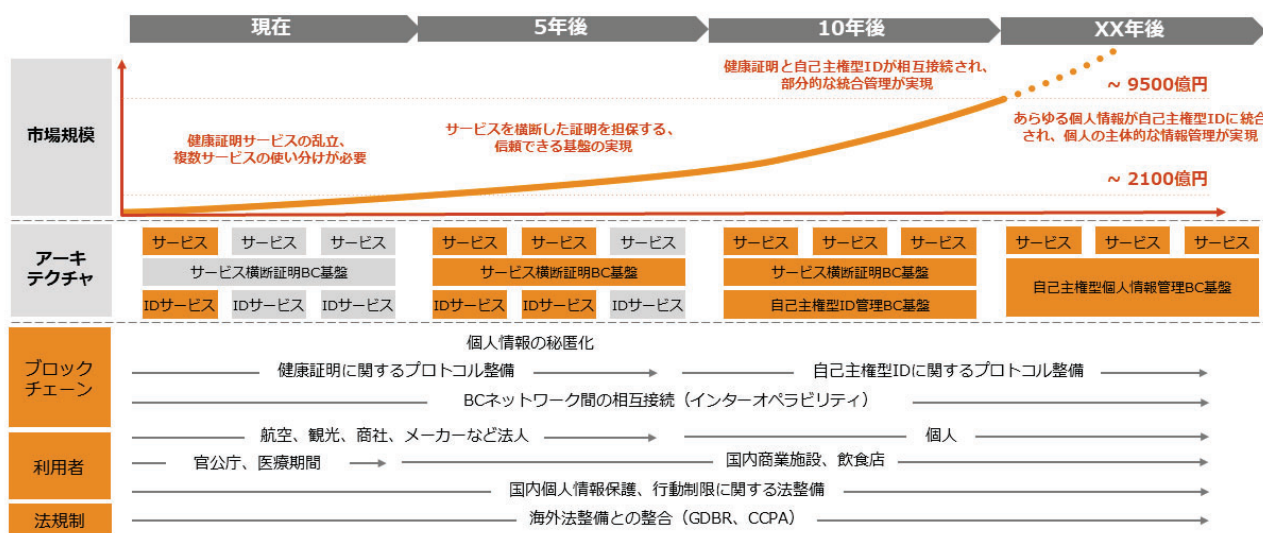 現在
5年後
10年後
XX年後
市場規模
健康証明サービスの乱立、
複数サービスの使い分けが必要
サービスを横断した証明を担保する、
信頼できる基盤の実現
健康証明と自己主権型IDが相互接続され、
部分的な統合管理が実現
~ 9500億円
あらゆる個人情報が自己主権型IDに統合
され、個人の主体的な情報管理が実現
~ 2100億円
アーキ
テクチャ
サービス サービス サービス
サービス横断証明BC基盤
IDサービス IDサービス IDサービス
サービス サービス サービス
サービス横断証明BC基盤
IDサービス IDサービス IDサービス
サービス サービス サービス
サービス横断証明BC基盤
自己主権型ID管理BC基盤
サービス サービス サービス
自己主権型個人情報管理BC基盤
ブロック
チェーン
個人情報の秘匿化
健康証明に関するプロトコル整備
自己主権型IDに関するプロトコル整備
BCネットワーク間の相互接続（インターオペラビリティ）
利用者
航空、観光、商社、メーカーなど法人
個人
官公庁、医療期間
国内商業施設、飲食店
国内個人情報保護、行動制限に関する法整備
法規制
海外法整備との整合（GDBR、CCPA）